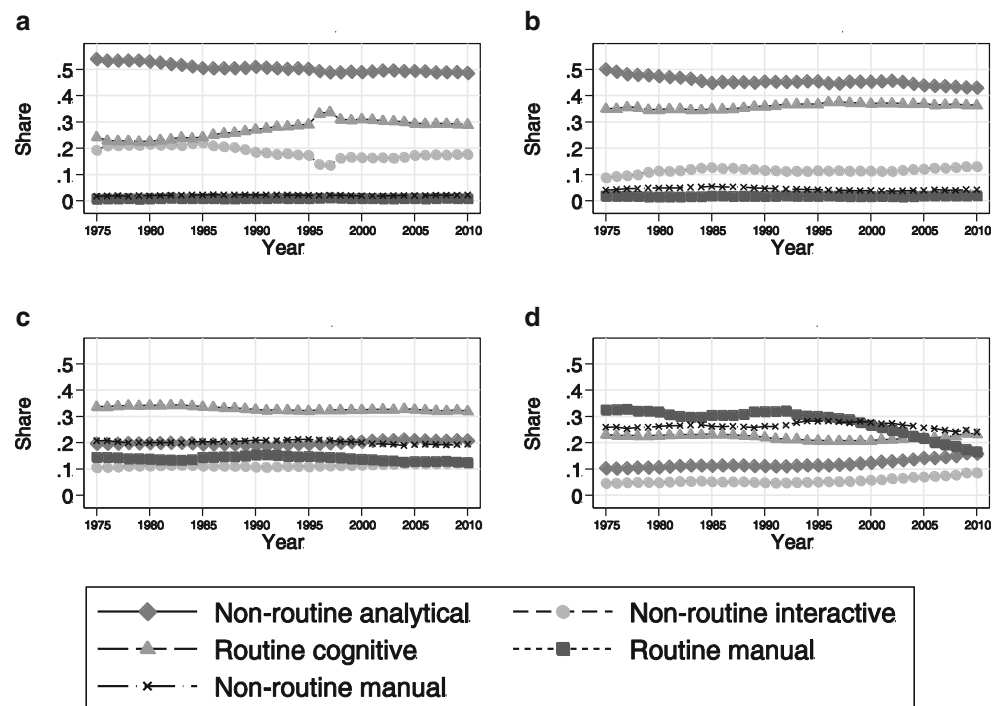 a
.5
.4
.3
.2
.1
0
Share
1975 1980 1985 1990 1995 2000 2005 2010
Year
b
.5
.4
.3
.2
.1
0
Share
1975 1980 1985 1990 1995 2000 2005 2010
Year
c
.5
.4
.3
.2
.1
0
Share
1975 1980 1985 1990 1995 2000 2005 2010
Year
d
.5
.4
.3
.2
.1
0
Share
1975 1980 1985 1990 1995 2000 2005 2010
Year
Non-routine analytical
Non-routine interactive
Routine cognitive
Routine manual
Non-routine manual